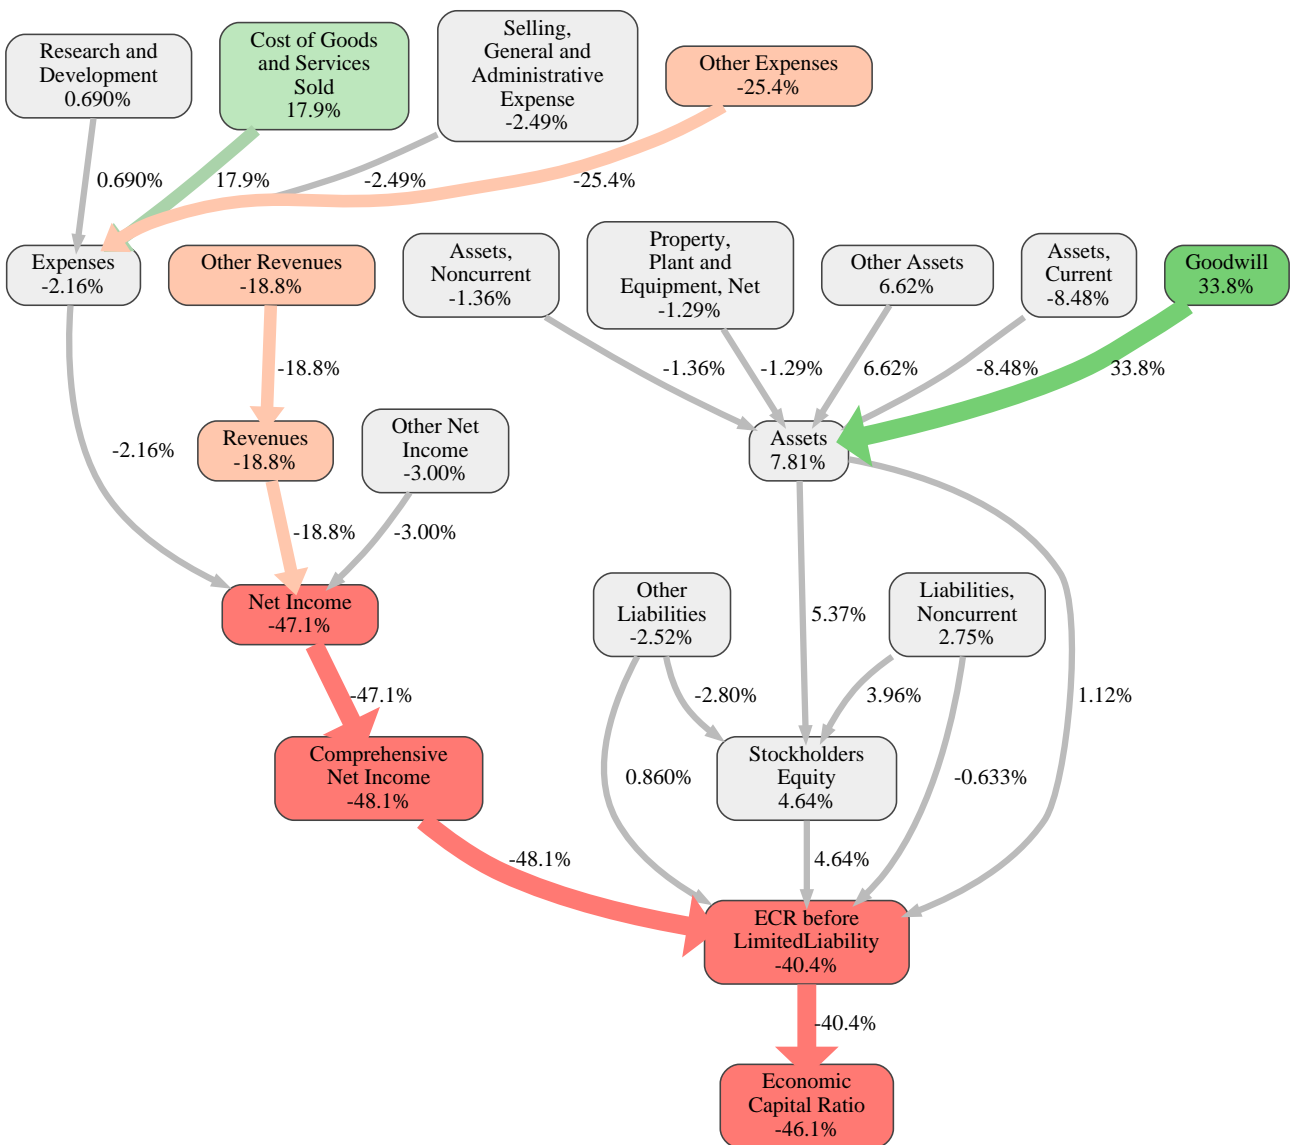 Research and
Development
0.690%
Cost of Goods
and Services
Sold
17.9%
Selling,
General and
Administrative
Expense
-2.49%
Other Expenses
-25.4%
0.690%
17.9%
-2.49%
-25.4%
Expenses
-2.16%
Other Revenues
-18.8%
Assets,
Noncurrent
-1.36%
Property,
Plant and
Equipment, Net
-1.29%
Other Assets
6.62%
Assets,
Current
-8.48%
Goodwill
33.8%
-18.8%
-1.36%
-1.29%
6.62%
-8.48%
33.8%
-2.16%
Revenues
-18.8%
Other Net
Income
-3.00%
Assets
7.81%
-18.8%
-3.00%
Net Income
-47.1%
Other
Liabilities
-2.52%
5.37%
Liabilities,
Noncurrent
2.75%
-47.1%
-2.80%
3.96%
1.12%
Comprehensive
Net Income
-48.1%
0.860%
Stockholders
Equity
4.64%
-0.633%
-48.1%
4.64%
ECR before
LimitedLiability
-40.4%
-40.4%
Economic
Capital Ratio
-46.1%